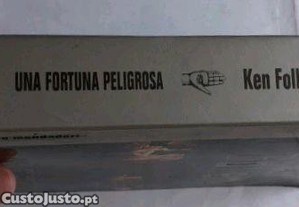 UNA FORTUNA PELIGROSA Ken Foll
CustoJusto.pt